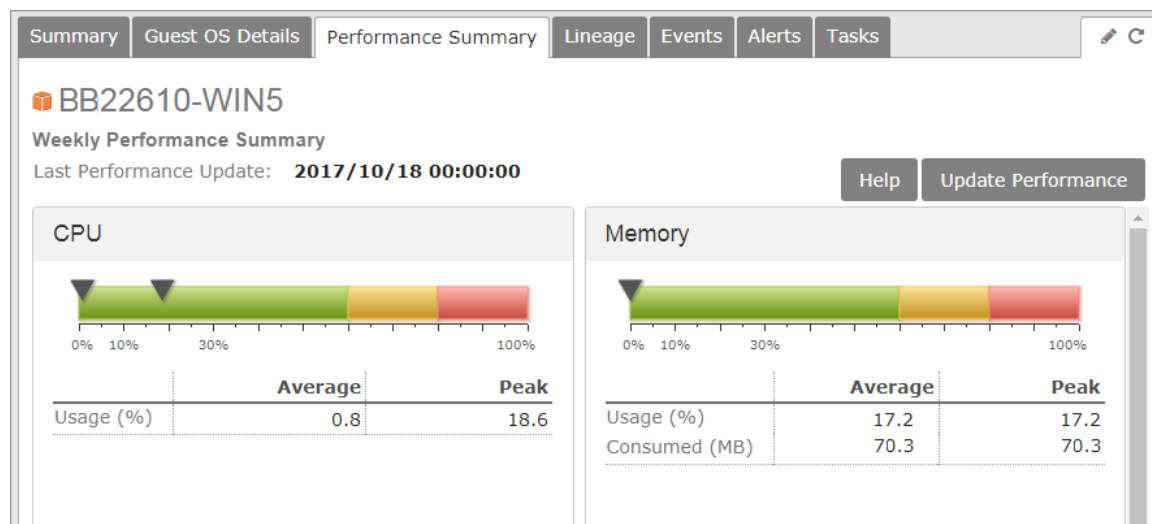 Summary Guest OS Details Performance Summary Lineage Events Alerts Tasks
BB22610-WIN5
Weekly Performance Summary
Last Performance Update: 2017/10/18 00:00:00
Help Update Performance
CPU
0% 10% 30% 100%
Average Peak
Usage (%) 0.8 18.6
Memory
0% 10% 30% 100%
Average Peak
Usage (%) 17.2 17.2
Consumed (MB) 70.3 70.3